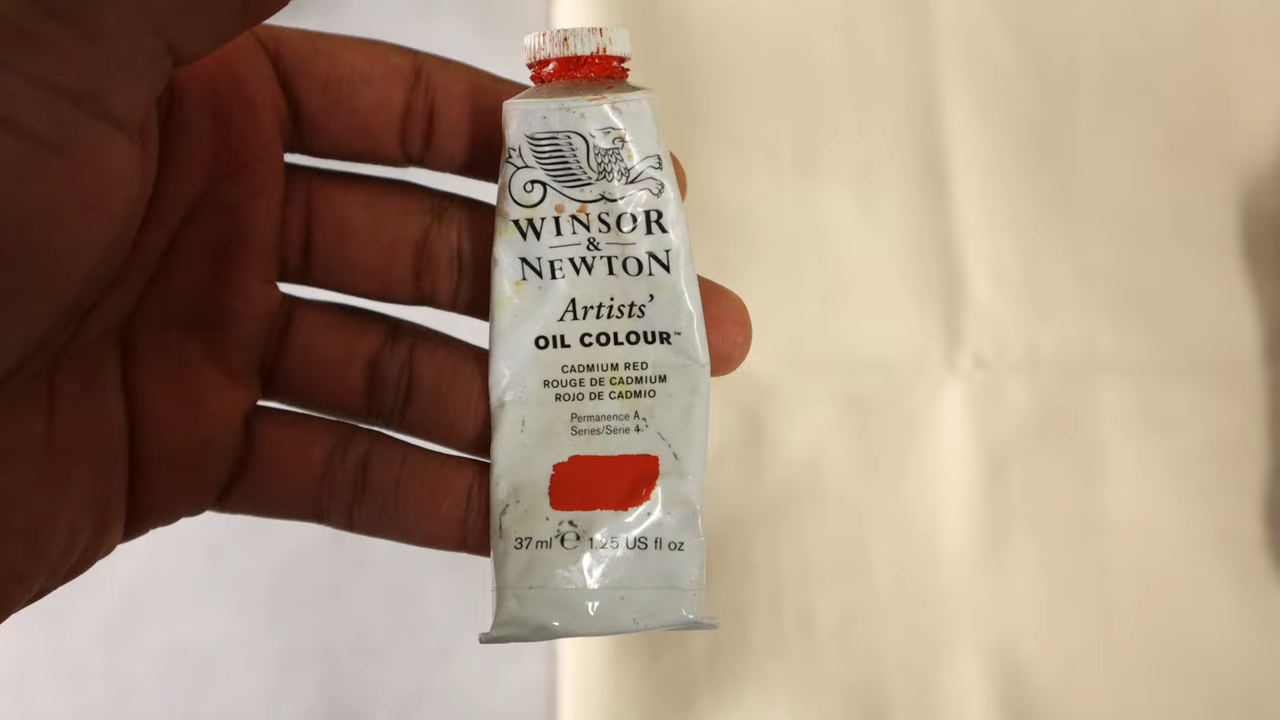 WINSOR
&
NEWTON
Artists'
OIL COLOUR™
CADMIUM RED
ROUGE DE CADMIUM
ROJO DE CADMIO
Permanence A
Series/Série 4
37 ml ℮ 1.25 US fl oz